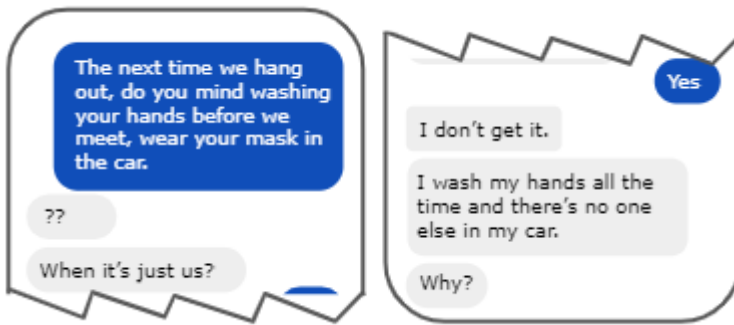 The next time we hang
out, do you mind washing
your hands before we
meet, wear your mask in
the car.
??
When it's just us?
Yes
I don't get it.
I wash my hands all the
time and there's no one
else in my car.
Why?